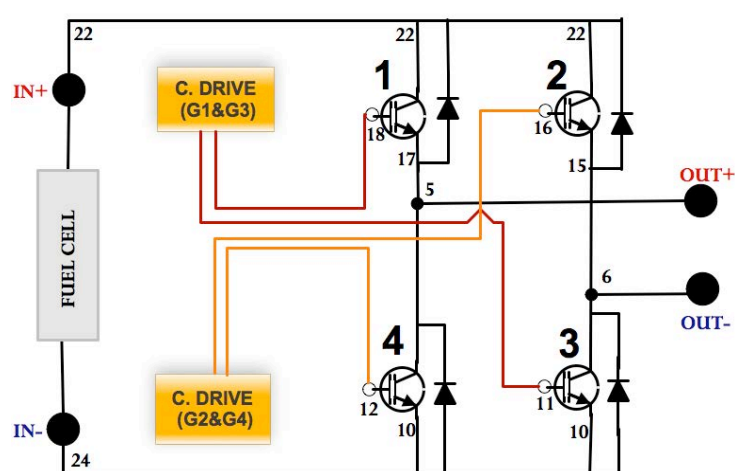 22
22
22
IN+
C. DRIVE
(G1&G3)
1
2
18
16
17
15
5
OUT+
FUEL CELL
6
OUT-
4
3
C. DRIVE
(G2&G4)
12
11
10
10
IN-
24